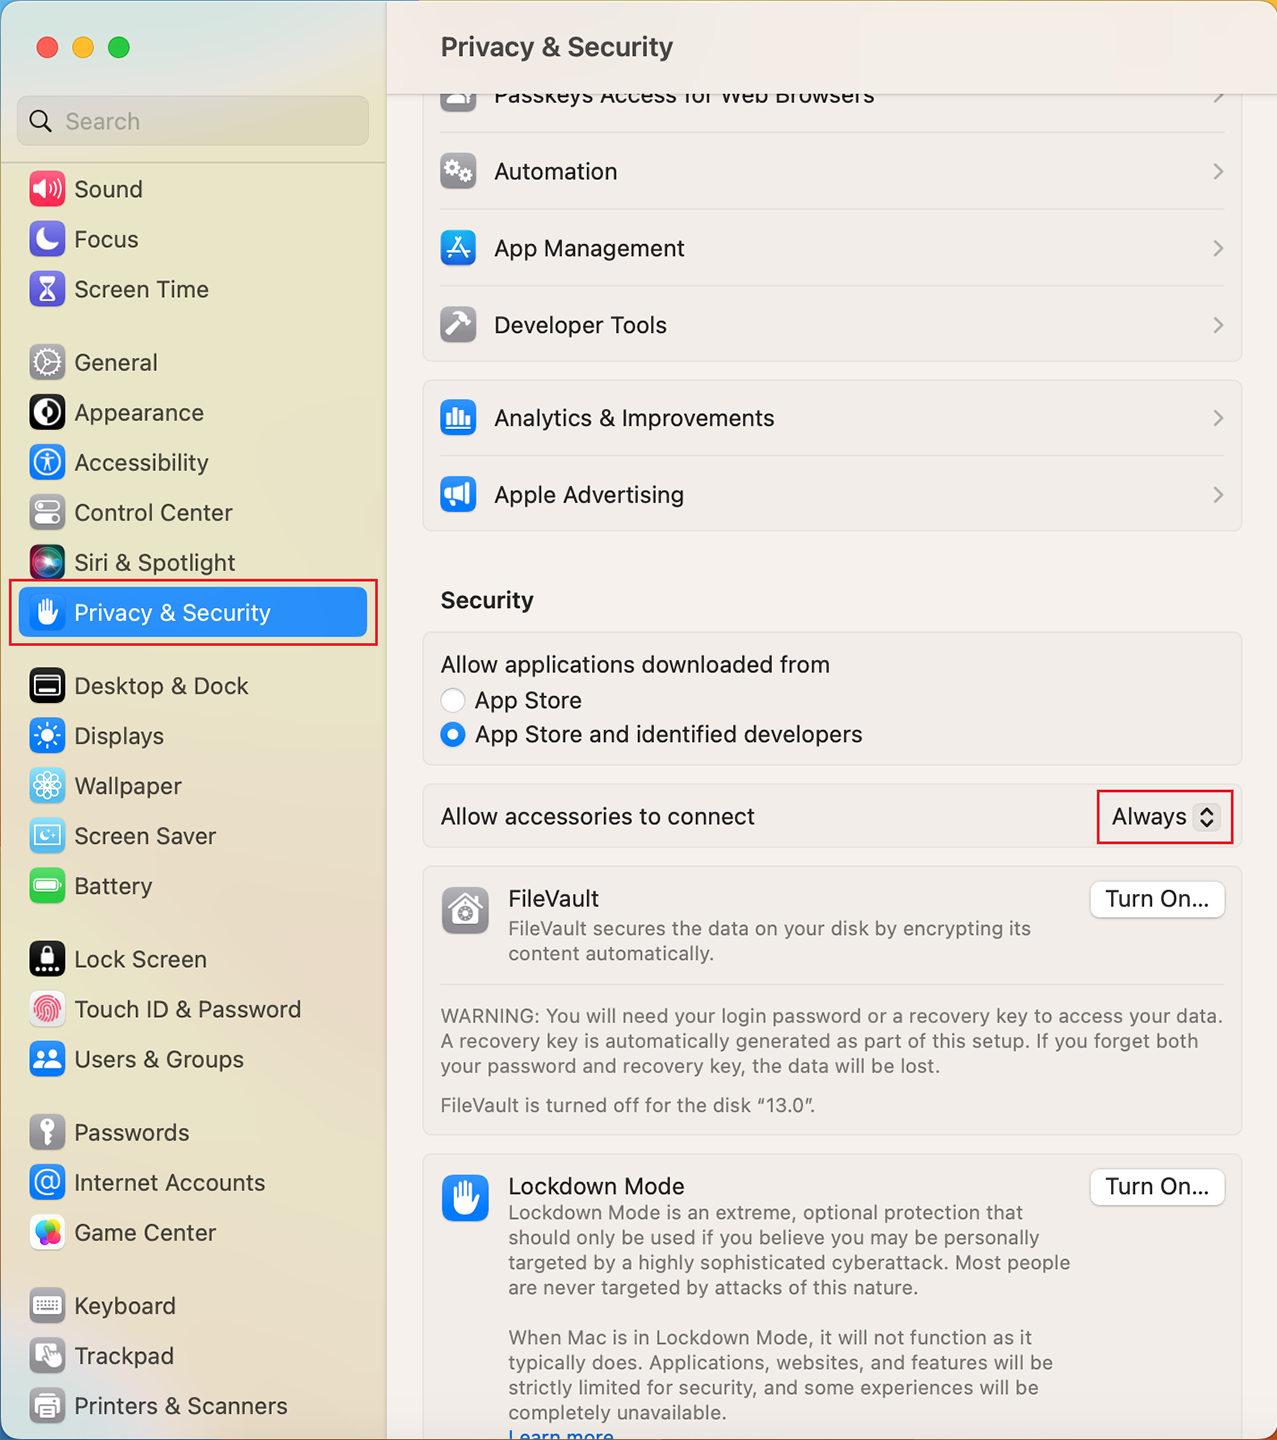 Privacy & Security
Search
Sound
Focus
Screen Time
General
Appearance
Accessibility
Control Center
Siri & Spotlight
Privacy & Security
Desktop & Dock
Displays
Wallpaper
Screen Saver
Battery
Lock Screen
Touch ID & Password
Users & Groups
Passwords
Internet Accounts
Game Center
Keyboard
Trackpad
Printers & Scanners
Passkeys Access for Web Browsers
Automation
App Management
Developer Tools
Analytics & Improvements
Apple Advertising
Security
Allow applications downloaded from
App Store
App Store and identified developers
Allow accessories to connect
Always
FileVault
Turn On...
FileVault secures the data on your disk by encrypting its
content automatically.
WARNING: You will need your login password or a recovery key to access your data.
A recovery key is automatically generated as part of this setup. If you forget both
your password and recovery key, the data will be lost.
FileVault is turned off for the disk “13.0”.
Lockdown Mode
Turn On...
Lockdown Mode is an extreme, optional protection that
should only be used if you believe you may be personally
targeted by a highly sophisticated cyberattack. Most people
are never targeted by attacks of this nature.
When Mac is in Lockdown Mode, it will not function as it
typically does. Applications, websites, and features will be
strictly limited for security, and some experiences will be
completely unavailable.
Learn more